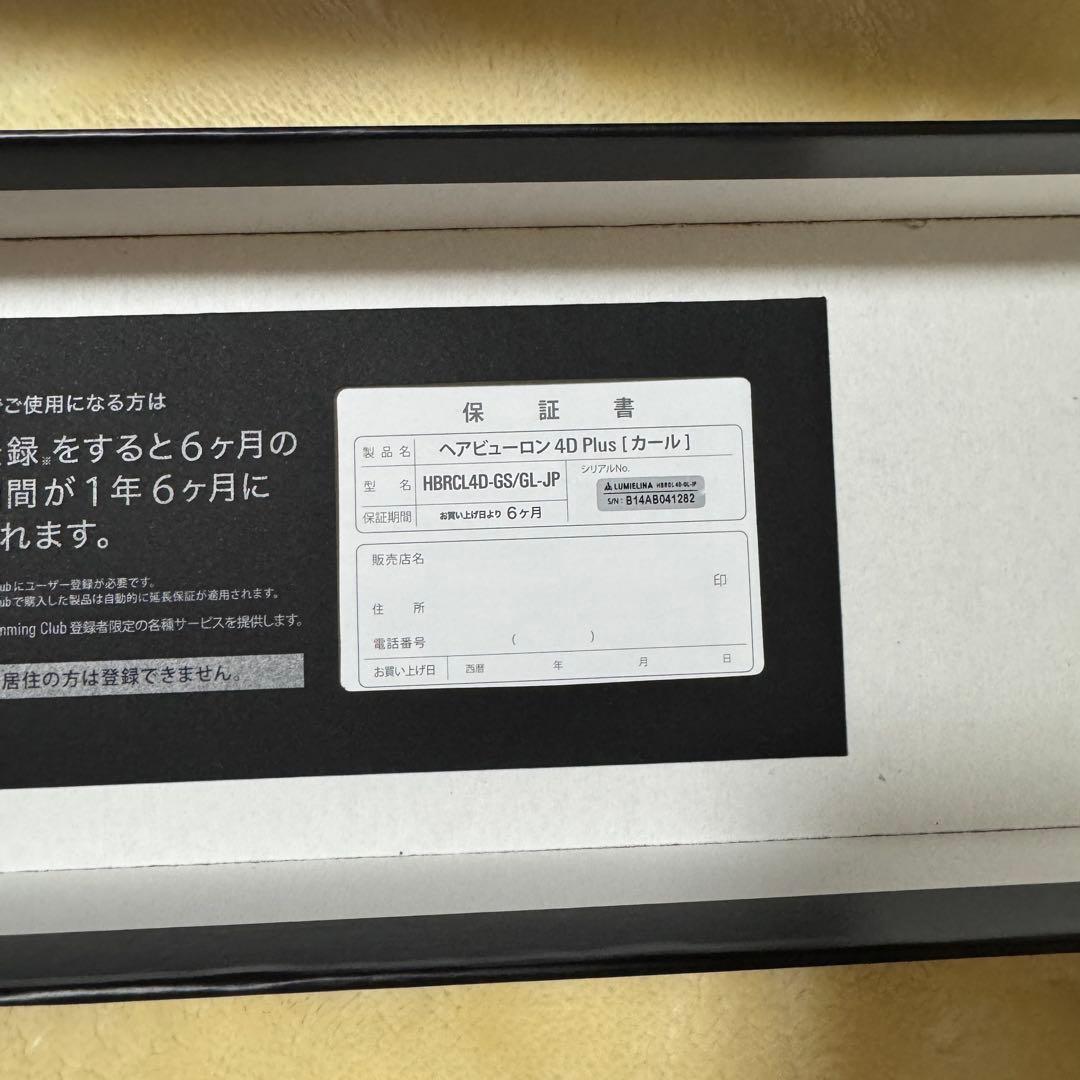 でご使用になる方は
録※をすると6ヶ月の
間が1年6ヶ月に
れます。
ubにユーザー登録が必要です。
ubで購入した製品は自動的に延長保証が適用されます。
mming Club 登録者限定の各種サービスを提供します。
居住の方は登録できません。
保証書
製品名 ヘアビューロン 4D Plus [カール]
型名 HBRCL4D-GS/GL-JP
シリアルNo.
LUMIELINA HBRCL4D-GL-JP
S/N: B14AB041282
保証期間 お買い上げ日より 6ヶ月
販売店名
印
住所
電話番号 ( )
お買い上げ日 西暦 年 月 日